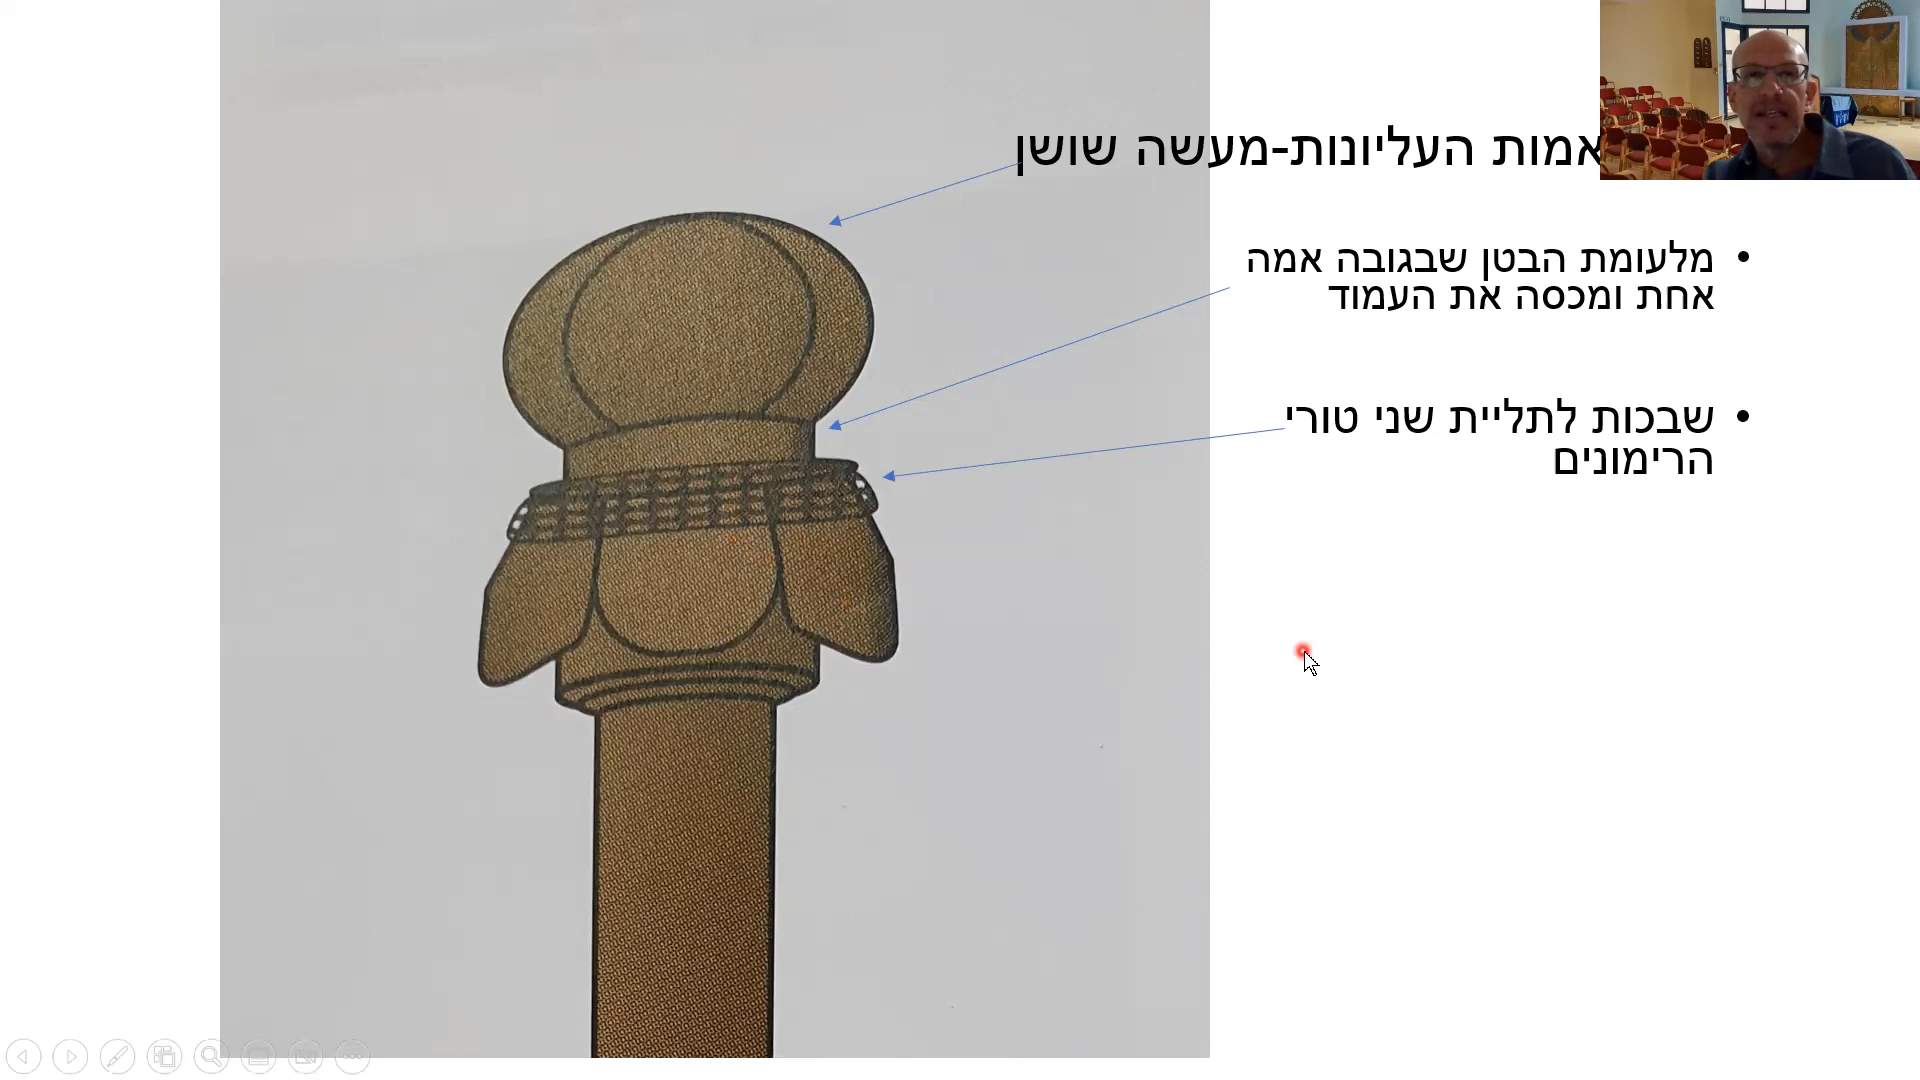 אמות העליונות-מעשה שושן
• מלעומת הבטן שבגובה אמה
אחת ומכסה את העמוד
• שבכות לתליית שני טורי
הרימונים